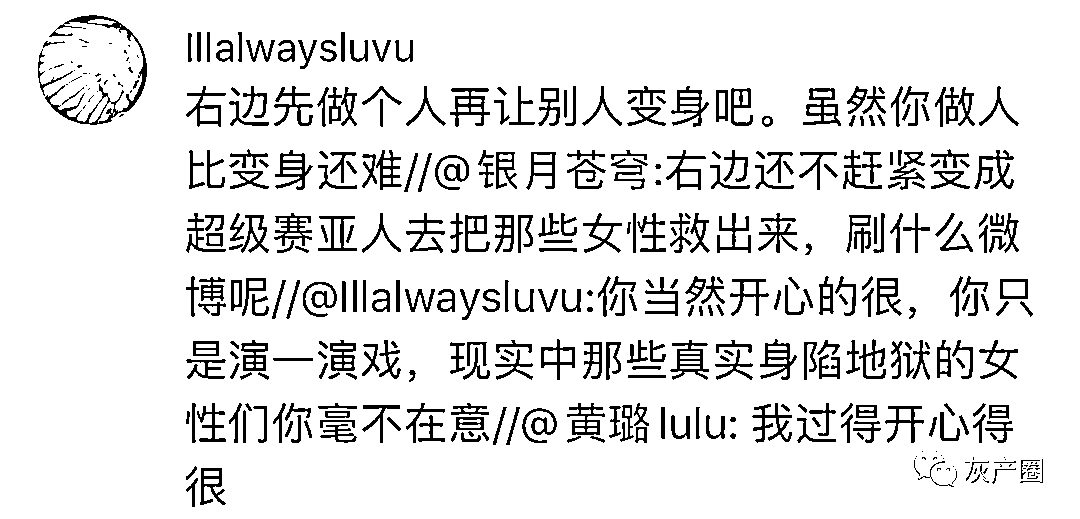 Illalwaysluvu
右边先做个人再让别人变身吧。虽然你做人
比变身还难//@银月苍穹:右边还不赶紧变成
超级赛亚人去把那些女性救出来，刷什么微
博呢//@Illalwaysluvu:你当然开心的很，你只
是演一演戏，现实中那些真实身陷地狱的女
性们你毫不在意//@黄璐lulu: 我过得开心得
很
灰产圈